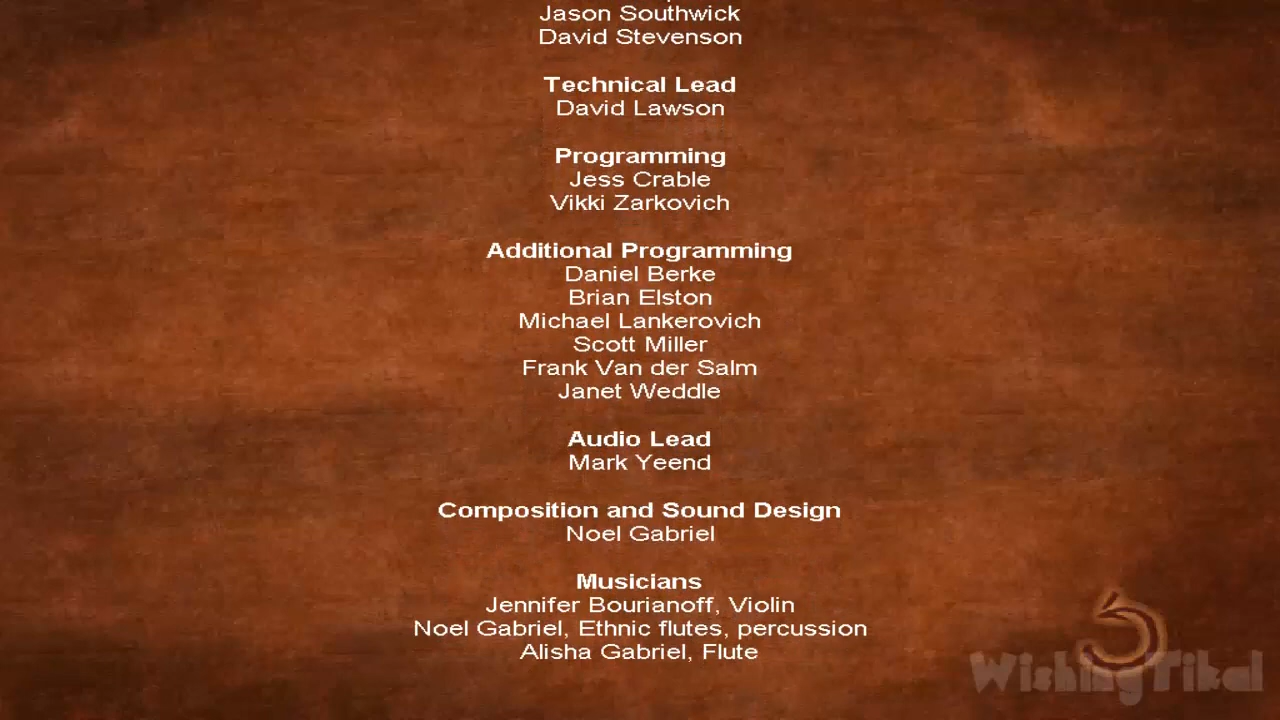 Jason Southwick
David Stevenson
Technical Lead
David Lawson
Programming
Jess Crable
Vikki Zarkovich
Additional Programming
Daniel Berke
Brian Elston
Michael Lankerovich
Scott Miller
Frank Van der Salm
Janet Weddle
Audio Lead
Mark Yeend
Composition and Sound Design
Noel Gabriel
Musicians
Jennifer Bourianoff, Violin
Noel Gabriel, Ethnic flutes, percussion
Alisha Gabriel, Flute
WishingTikal